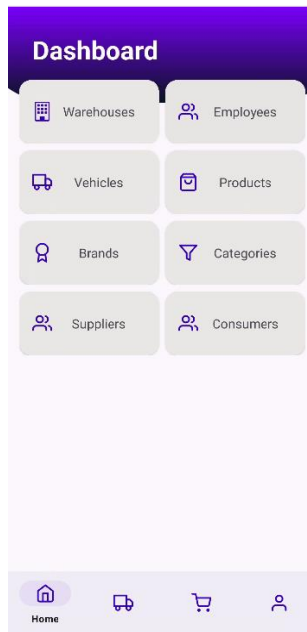 Dashboard
Warehouses
Employees
Vehicles
Products
Brands
Categories
Suppliers
Consumers
Home